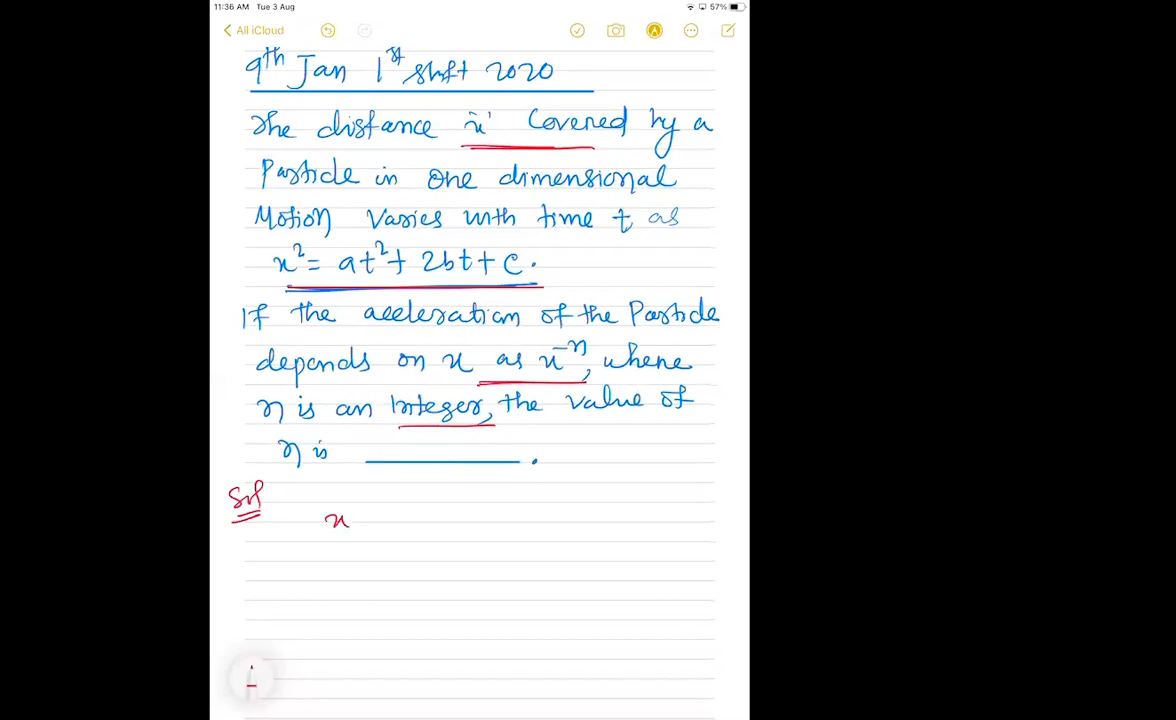 11:36 AM Tue 3 Aug 57%
All iCloud
9th Jan 1st shift 2020
The distance 'x' Covered by a
Particle in One dimensional
Motion Varies with time t as
x² = at² + 2bt + c.
If the acceleration of the Particle
depends on x as x⁻ⁿ, where
n is an Integer, the value of
n is ________.
Sol
x